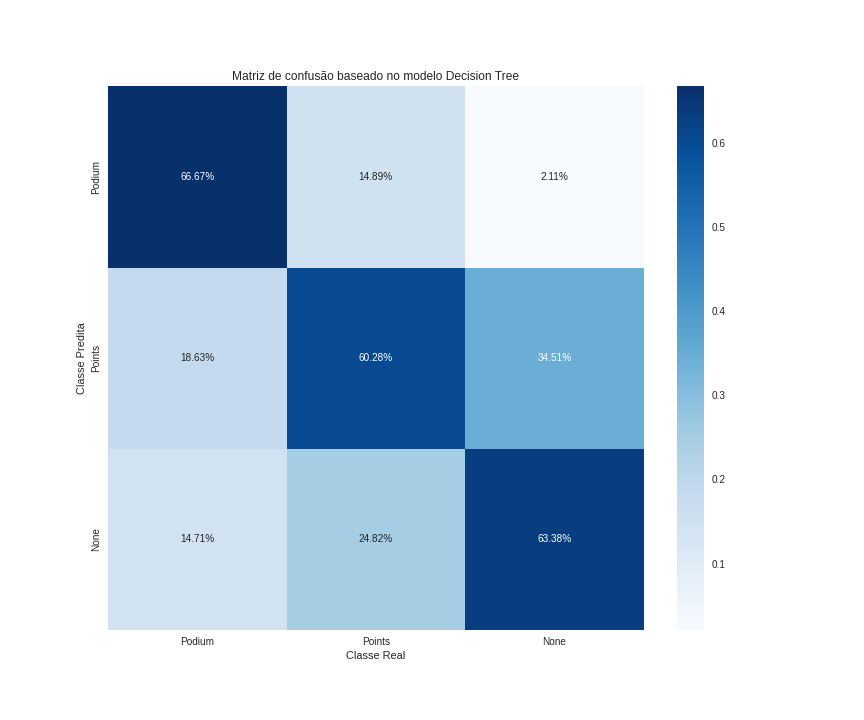 Matriz de confusão baseado no modelo Decision Tree
Classe Predita
Podium
66.67% 14.89% 2.11%
Points
18.63% 60.28% 34.51%
None
14.71% 24.82% 63.38%
Podium Points None
Classe Real
0.6
0.5
0.4
0.3
0.2
0.1